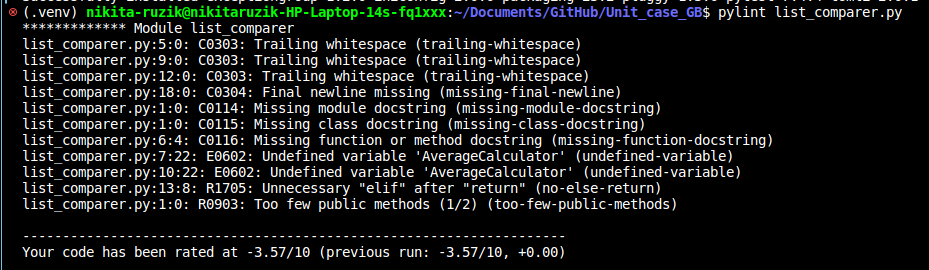 (.venv) nikita-ruzik@nikitaruzik-HP-Laptop-14s-fq1xxx:~/Documents/GitHub/Unit_case_GB$ pylint list_comparer.py
************* Module list_comparer
list_comparer.py:5:0: C0303: Trailing whitespace (trailing-whitespace)
list_comparer.py:9:0: C0303: Trailing whitespace (trailing-whitespace)
list_comparer.py:12:0: C0303: Trailing whitespace (trailing-whitespace)
list_comparer.py:18:0: C0304: Final newline missing (missing-final-newline)
list_comparer.py:1:0: C0114: Missing module docstring (missing-module-docstring)
list_comparer.py:1:0: C0115: Missing class docstring (missing-class-docstring)
list_comparer.py:6:4: C0116: Missing function or method docstring (missing-function-docstring)
list_comparer.py:7:22: E0602: Undefined variable 'AverageCalculator' (undefined-variable)
list_comparer.py:10:22: E0602: Undefined variable 'AverageCalculator' (undefined-variable)
list_comparer.py:13:8: R1705: Unnecessary "elif" after "return" (no-else-return)
list_comparer.py:1:0: R0903: Too few public methods (1/2) (too-few-public-methods)
-------------------------------------------------------------------
Your code has been rated at -3.57/10 (previous run: -3.57/10, +0.00)